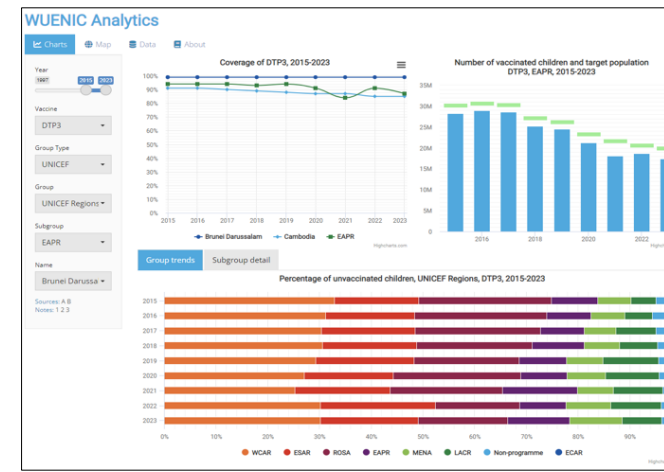 WUENIC Analytics
Charts Map Data About
Year
1997 2015 2023
Vaccine
DTP3
Group Type
UNICEF
Group
UNICEF Regions
Subgroup
EAPR
Name
Brunei Darussa
Sources: A B
Notes: 1 2 3
Coverage of DTP3, 2015-2023
100%
90%
80%
70%
60%
50%
40%
30%
20%
10%
0%
2015 2016 2017 2018 2019 2020 2021 2022 2023
Brunei Darussalam Cambodia EAPR
Highcharts.com
Number of vaccinated children and target population
DTP3, EAPR, 2015-2023
35M
30M
25M
20M
15M
10M
5M
0
2016 2018 2020 2022
Group trends Subgroup detail
Percentage of unvaccinated children, UNICEF Regions, DTP3, 2015-2023
2015
2016
2017
2018
2019
2020
2021
2022
2023
0% 10% 20% 30% 40% 50% 60% 70% 80% 90%
WCAR ESAR ROSA EAPR MENA LACR Non-programme ECAR